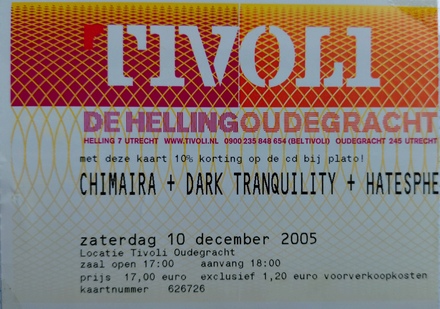 TIVOLI
DE HELLING OUDEGRACHT
HELLING 7 UTRECHT WWW.TIVOLI.NL 0900 235 848 654 (BELTIVOLI) OUDEGRACHT 245 UTRECHT
met deze kaart 10% korting op de cd bij plato!
CHIMAIRA + DARK TRANQUILITY + HATESPHE
zaterdag 10 december 2005
Locatie Tivoli Oudegracht
zaal open 17:00 aanvang 18:00
prijs 17,00 euro exclusief 1,20 euro voorverkoopkosten
kaartnummer 626726